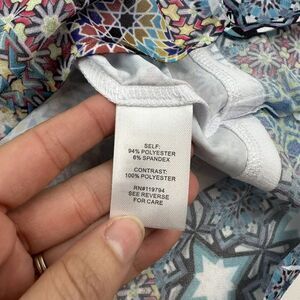 SELF:
94% POLYESTER
6% SPANDEX
CONTRAST:
100% POLYESTER
RN#119794
SEE REVERSE
FOR CARE